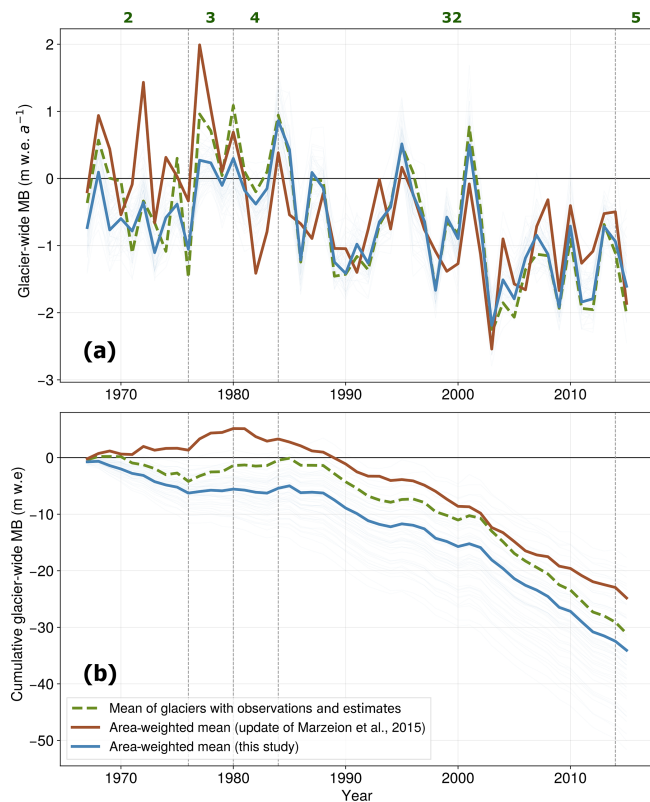 2 3 4 32 5
2
1
0
−1
−2
−3
Glacier-wide MB (m w.e. a⁻¹)
(a)
1970 1980 1990 2000 2010
0
−10
−20
−30
−40
−50
Cumulative glacier-wide MB (m w.e)
(b)
Mean of glaciers with observations and estimates
Area-weighted mean (update of Marzeion et al., 2015)
Area-weighted mean (this study)
1970 1980 1990 2000 2010
Year